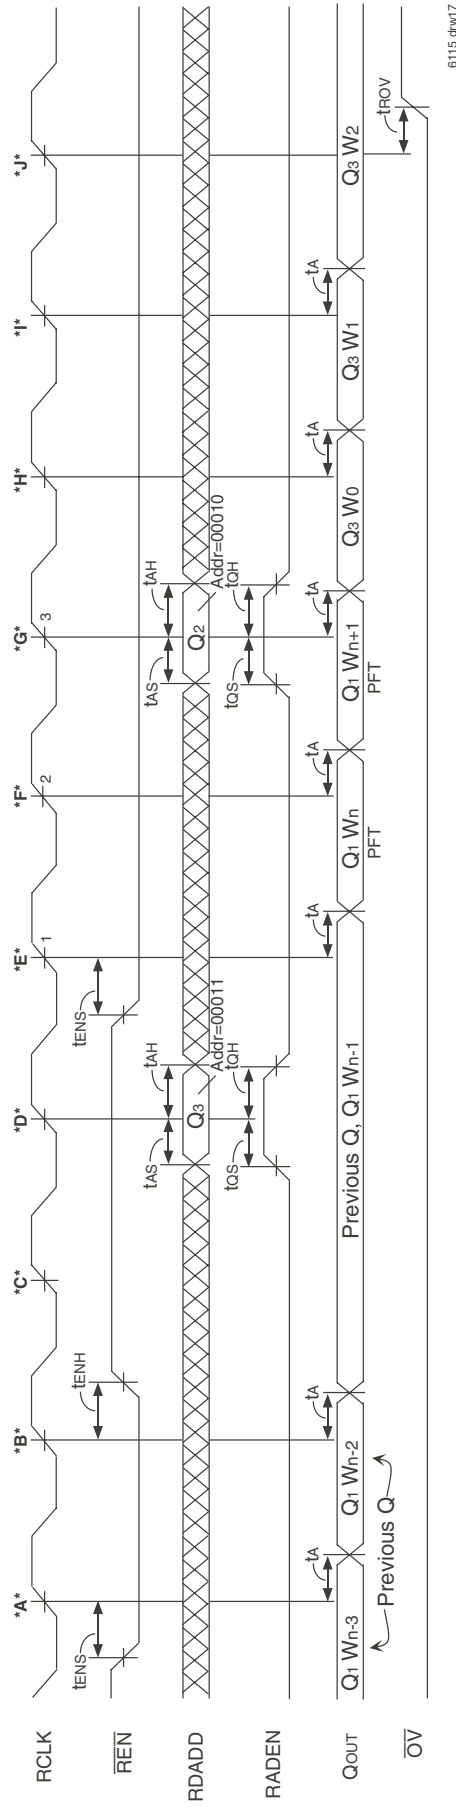 *A* *B* *C* *D* *E* *F* *G* *H* *I* *J*
RCLK 1 2 3
tENS tENH tENS
REN
tAS tAH tAS tAH
RDADD Q3 Q2
Addr=00011 Addr=00010
tQS tQH tQS tQH
RADEN
tA tA tA tA tA tA tA
QOUT Q1 Wn-3 Q1 Wn-2 Previous Q, Q1 Wn-1 Q1 Wn Q1 Wn+1 Q3 W0 Q3 W1 Q3 W2
PFT PFT
Previous Q
tROV
OV
6115 drw17